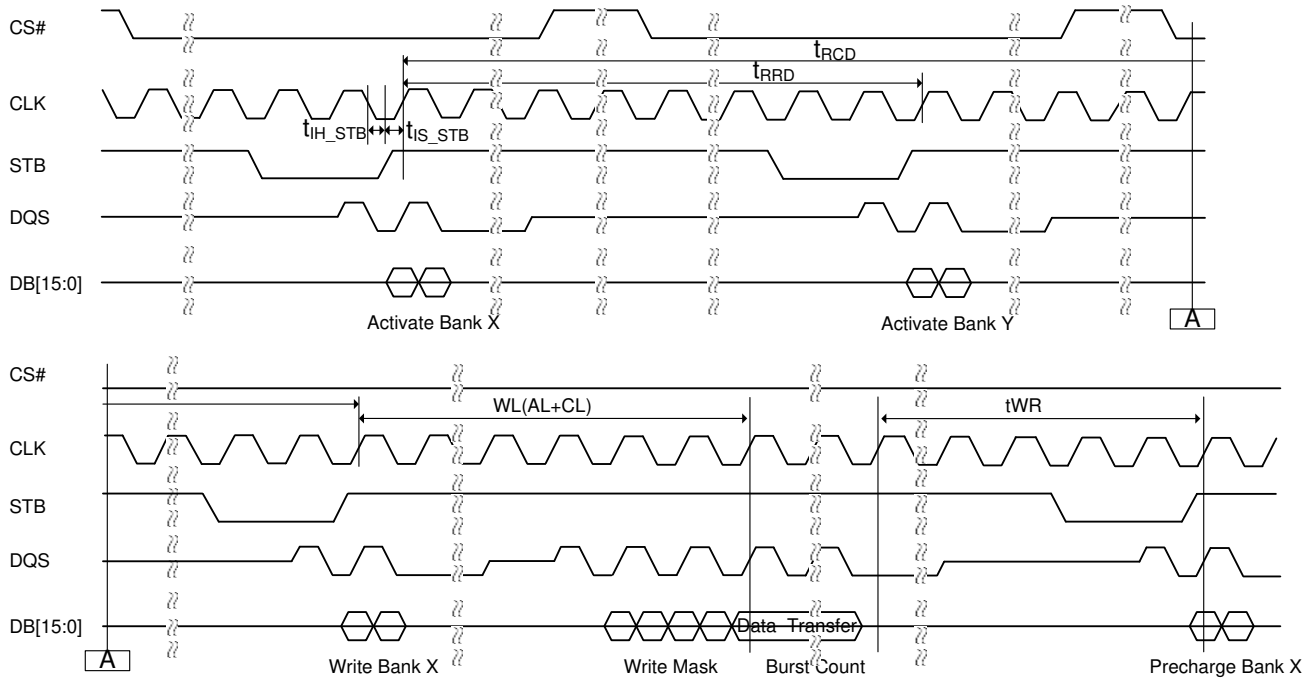 CS#
tRCD
tRRD
CLK
tIH_STB tIS_STB
STB
DQS
DB[15:0]
Activate Bank X Activate Bank Y A
CS#
WL(AL+CL) tWR
CLK
STB
DQS
DB[15:0] Data Transfer
A Write Bank X Write Mask Burst Count Precharge Bank X